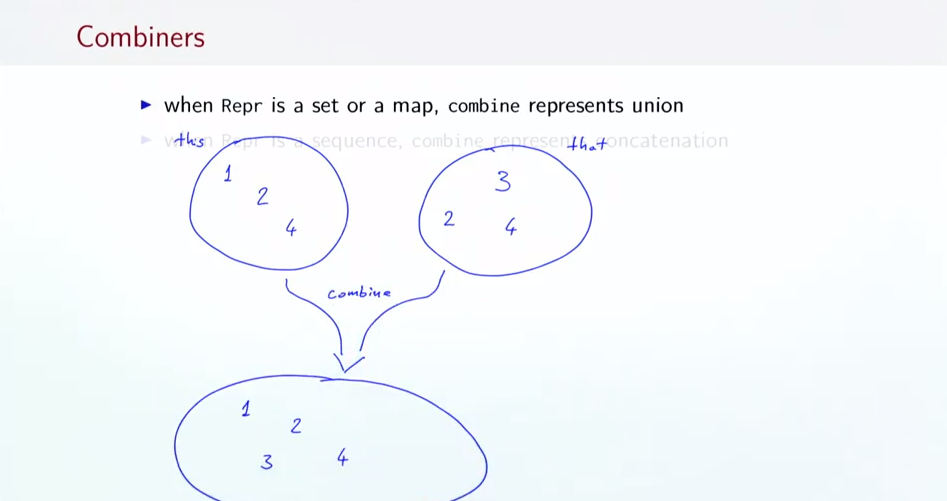 Combiners
▶ when Repr is a set or a map, combine represents union
▶ when Repr is a sequence, combine represents concatenation
this
that
1
2
4
3
2
4
combine
1
2
3
4